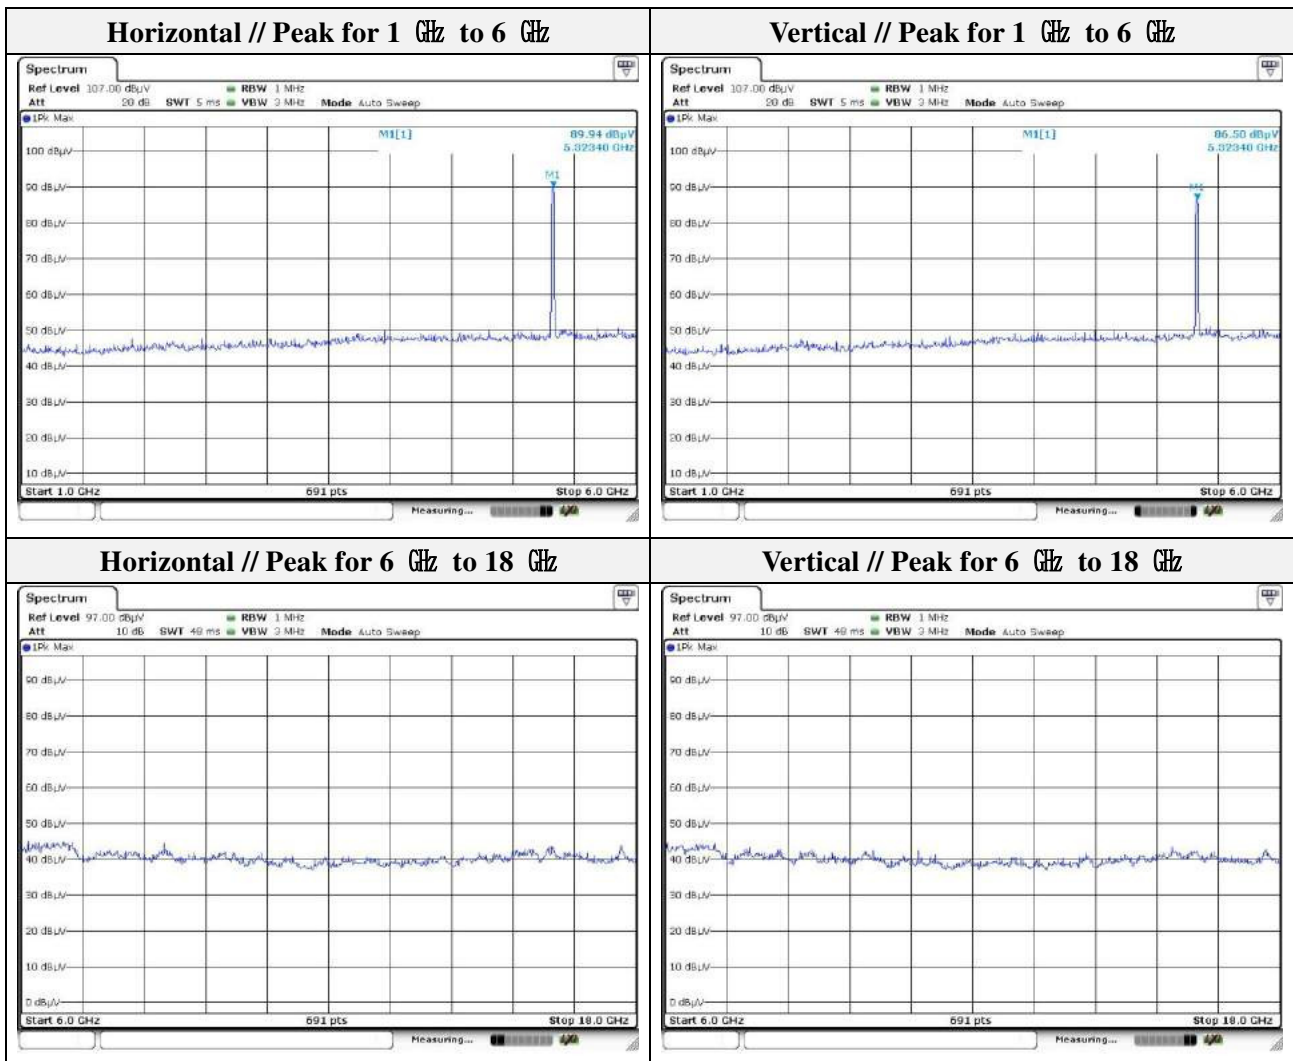 Horizontal // Peak for 1 ㎓ to 6 ㎓
Spectrum
Ref Level 107.00 dBµV RBW 1 MHz
Att 20 dB SWT 5 ms VBW 3 MHz Mode Auto Sweep
1Pk Max
M1[1] 89.94 dBµV
5.32340 GHz
M1
100 dBµV
90 dBµV
80 dBµV
70 dBµV
60 dBµV
50 dBµV
40 dBµV
30 dBµV
20 dBµV
10 dBµV
Start 1.0 GHz 691 pts Stop 6.0 GHz
Measuring...
Vertical // Peak for 1 ㎓ to 6 ㎓
Spectrum
Ref Level 107.00 dBµV RBW 1 MHz
Att 20 dB SWT 5 ms VBW 3 MHz Mode Auto Sweep
1Pk Max
M1[1] 86.50 dBµV
5.32340 GHz
M1
100 dBµV
90 dBµV
80 dBµV
70 dBµV
60 dBµV
50 dBµV
40 dBµV
30 dBµV
20 dBµV
10 dBµV
Start 1.0 GHz 691 pts Stop 6.0 GHz
Measuring...
Horizontal // Peak for 6 ㎓ to 18 ㎓
Spectrum
Ref Level 97.00 dBµV RBW 1 MHz
Att 10 dB SWT 48 ms VBW 3 MHz Mode Auto Sweep
1Pk Max
90 dBµV
80 dBµV
70 dBµV
60 dBµV
50 dBµV
40 dBµV
30 dBµV
20 dBµV
10 dBµV
0 dBµV
Start 6.0 GHz 691 pts Stop 18.0 GHz
Measuring...
Vertical // Peak for 6 ㎓ to 18 ㎓
Spectrum
Ref Level 97.00 dBµV RBW 1 MHz
Att 10 dB SWT 48 ms VBW 3 MHz Mode Auto Sweep
1Pk Max
90 dBµV
80 dBµV
70 dBµV
60 dBµV
50 dBµV
40 dBµV
30 dBµV
20 dBµV
10 dBµV
0 dBµV
Start 6.0 GHz 691 pts Stop 18.0 GHz
Measuring...